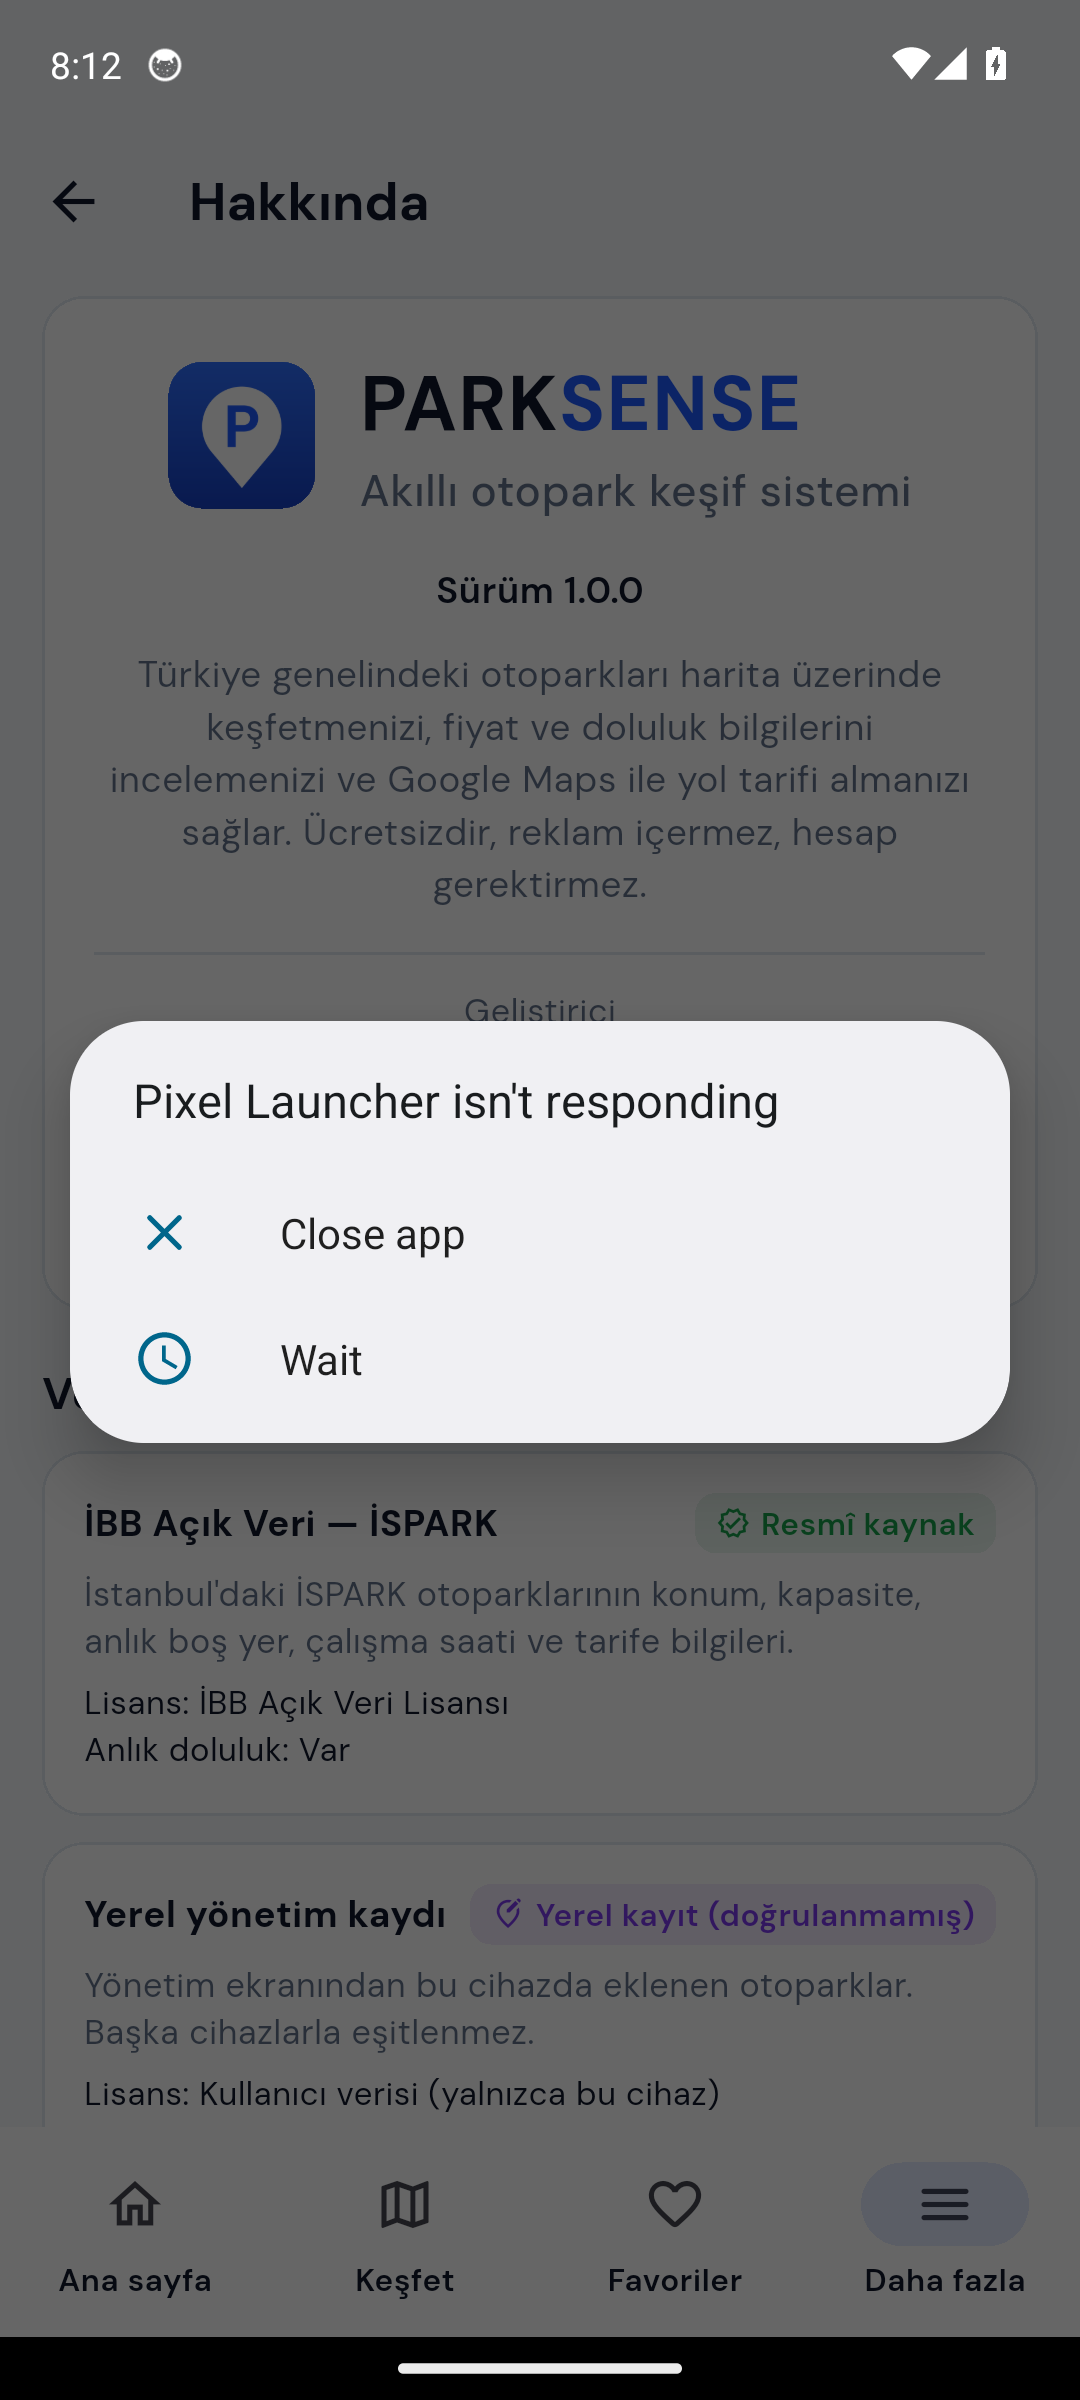 8:12
Hakkında
P
PARKSENSE
Akıllı otopark keşif sistemi
Sürüm 1.0.0
Türkiye genelindeki otoparkları harita üzerinde
keşfetmenizi, fiyat ve doluluk bilgilerini
incelemenizi ve Google Maps ile yol tarifi almanızı
sağlar. Ücretsizdir, reklam içermez, hesap
gerektirmez.
Geliştirici
Pixel Launcher isn't responding
Close app
Wait
İBB Açık Veri — İSPARK
Resmî kaynak
İstanbul'daki İSPARK otoparklarının konum, kapasite,
anlık boş yer, çalışma saati ve tarife bilgileri.
Lisans: İBB Açık Veri Lisansı
Anlık doluluk: Var
Yerel yönetim kaydı
Yerel kayıt (doğrulanmamış)
Yönetim ekranından bu cihazda eklenen otoparklar.
Başka cihazlarla eşitlenmez.
Lisans: Kullanıcı verisi (yalnızca bu cihaz)
Ana sayfa
Keşfet
Favoriler
Daha fazla